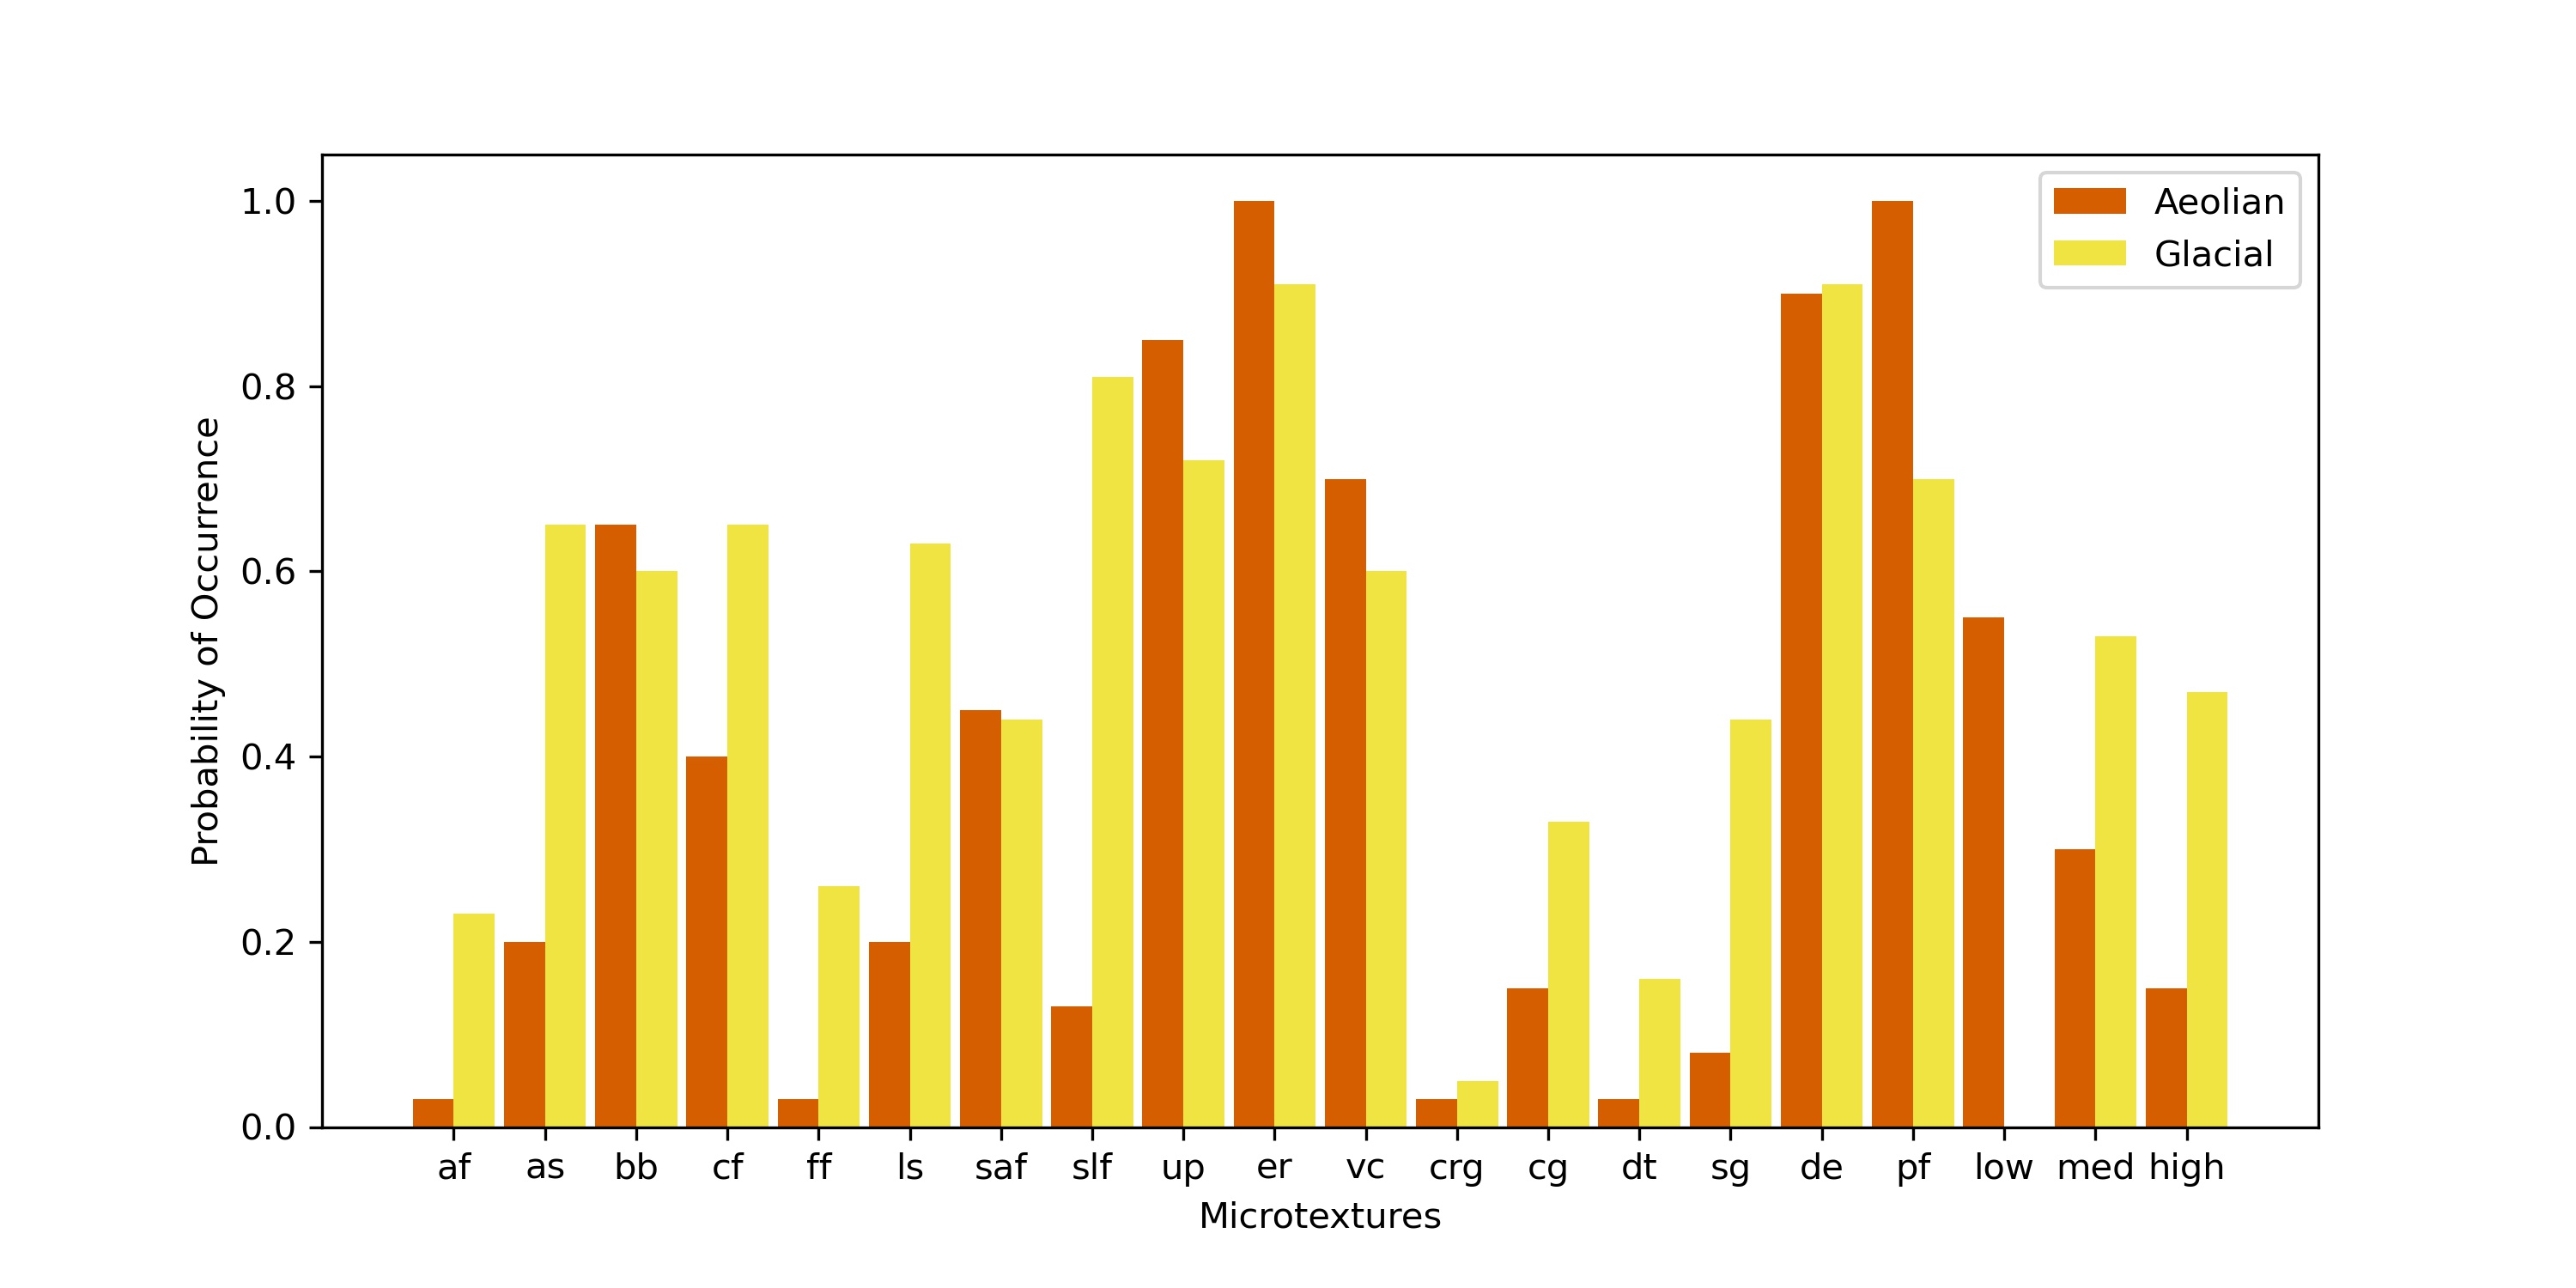 Aeolian
Glacial
Probability of Occurrence
1.0
0.8
0.6
0.4
0.2
0.0
af as bb cf ff ls saf slf up er vc crg cg dt sg de pf low med high
Microtextures